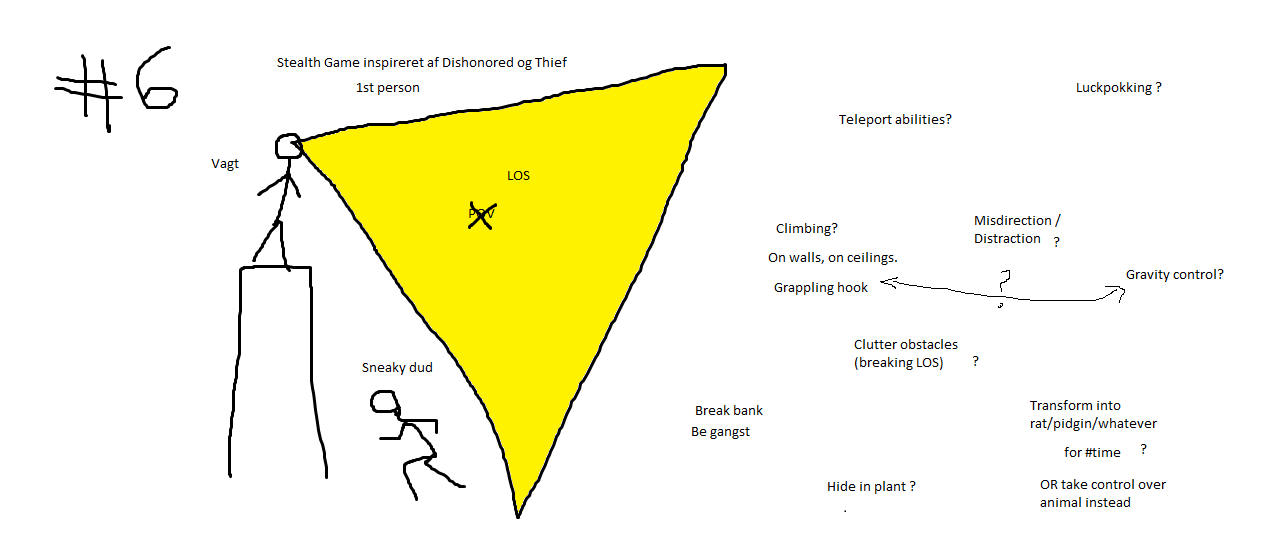 #6
Stealth Game inspireret af Dishonored og Thief
1st person
Vagt
LOS
POV
Sneaky dud
Luckpokking ?
Teleport abilities?
Climbing?
On walls, on ceilings.
Grappling hook
Misdirection /
Distraction ?
?
Gravity control?
Clutter obstacles
(breaking LOS) ?
Break bank
Be gangst
Transform into
rat/pidgin/whatever
for #time ?
Hide in plant ?
.
OR take control over
animal instead